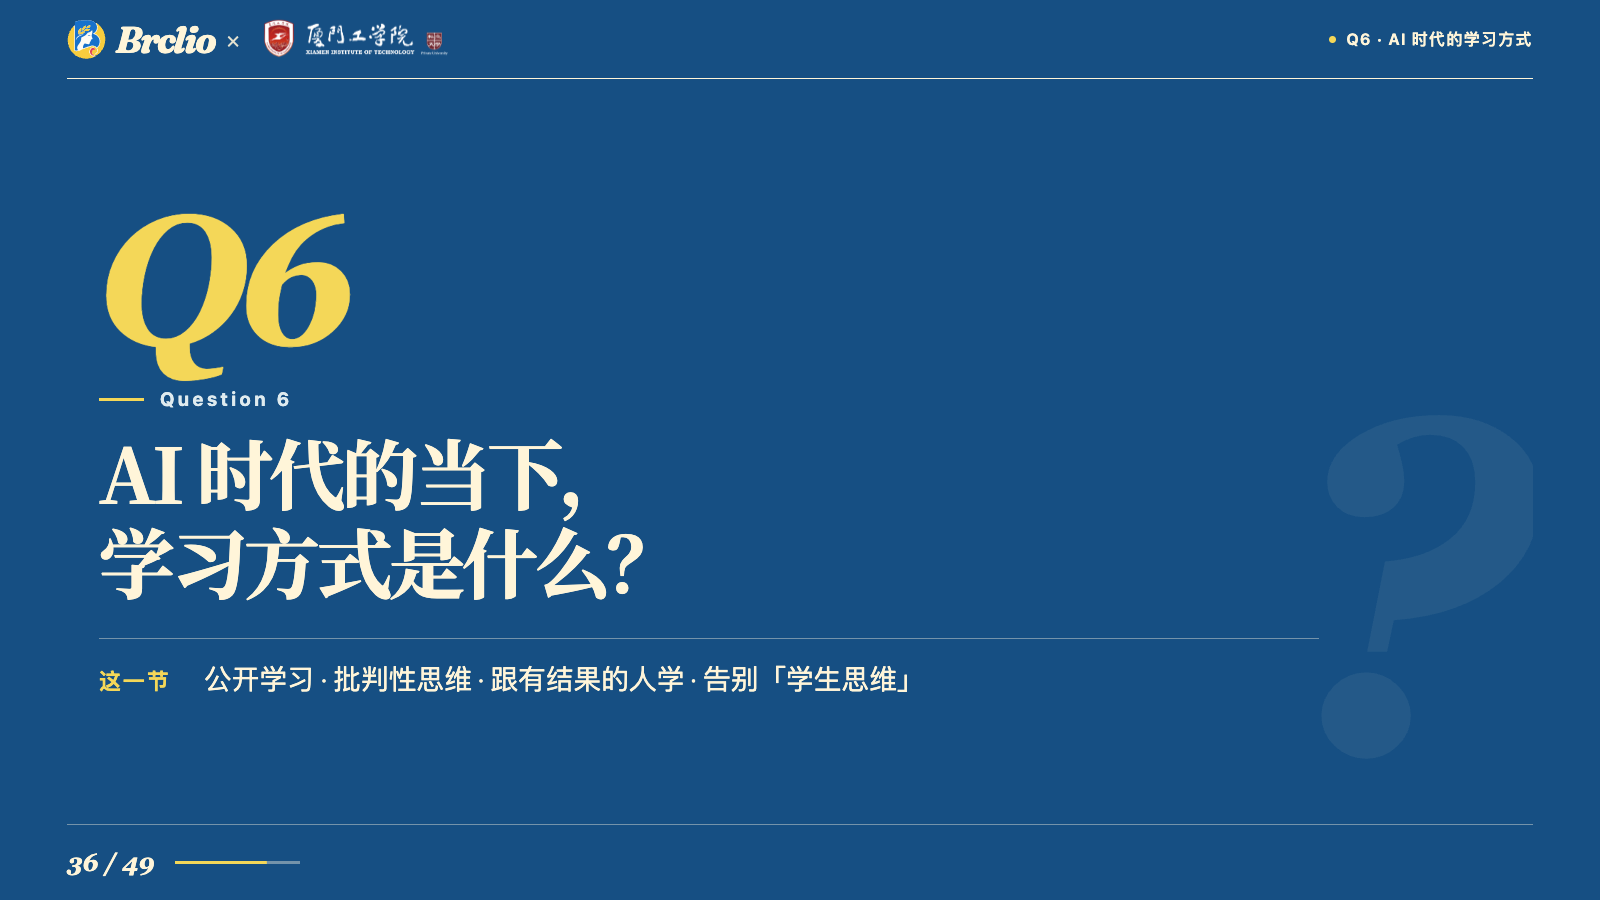 Brclio × 厦门工学院
XIAMEN INSTITUTE OF TECHNOLOGY
Q6 · AI 时代的学习方式
Q6
Question 6
AI 时代的当下,
学习方式是什么?
这一节 公开学习 · 批判性思维 · 跟有结果的人学 · 告别「学生思维」
?
36 / 49